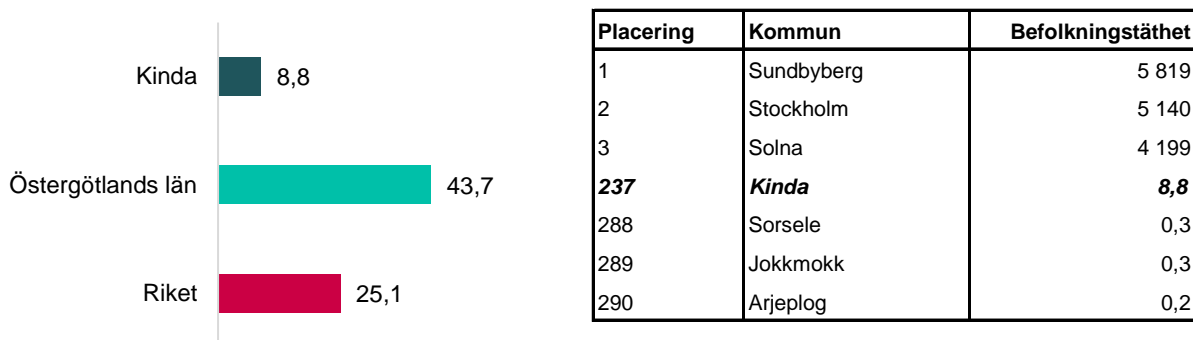 Kinda 8,8
Östergötlands län 43,7
Riket 25,1
Placering Kommun Befolkningstäthet
1 Sundbyberg 5 819
2 Stockholm 5 140
3 Solna 4 199
237 Kinda 8,8
288 Sorsele 0,3
289 Jokkmokk 0,3
290 Arjeplog 0,2